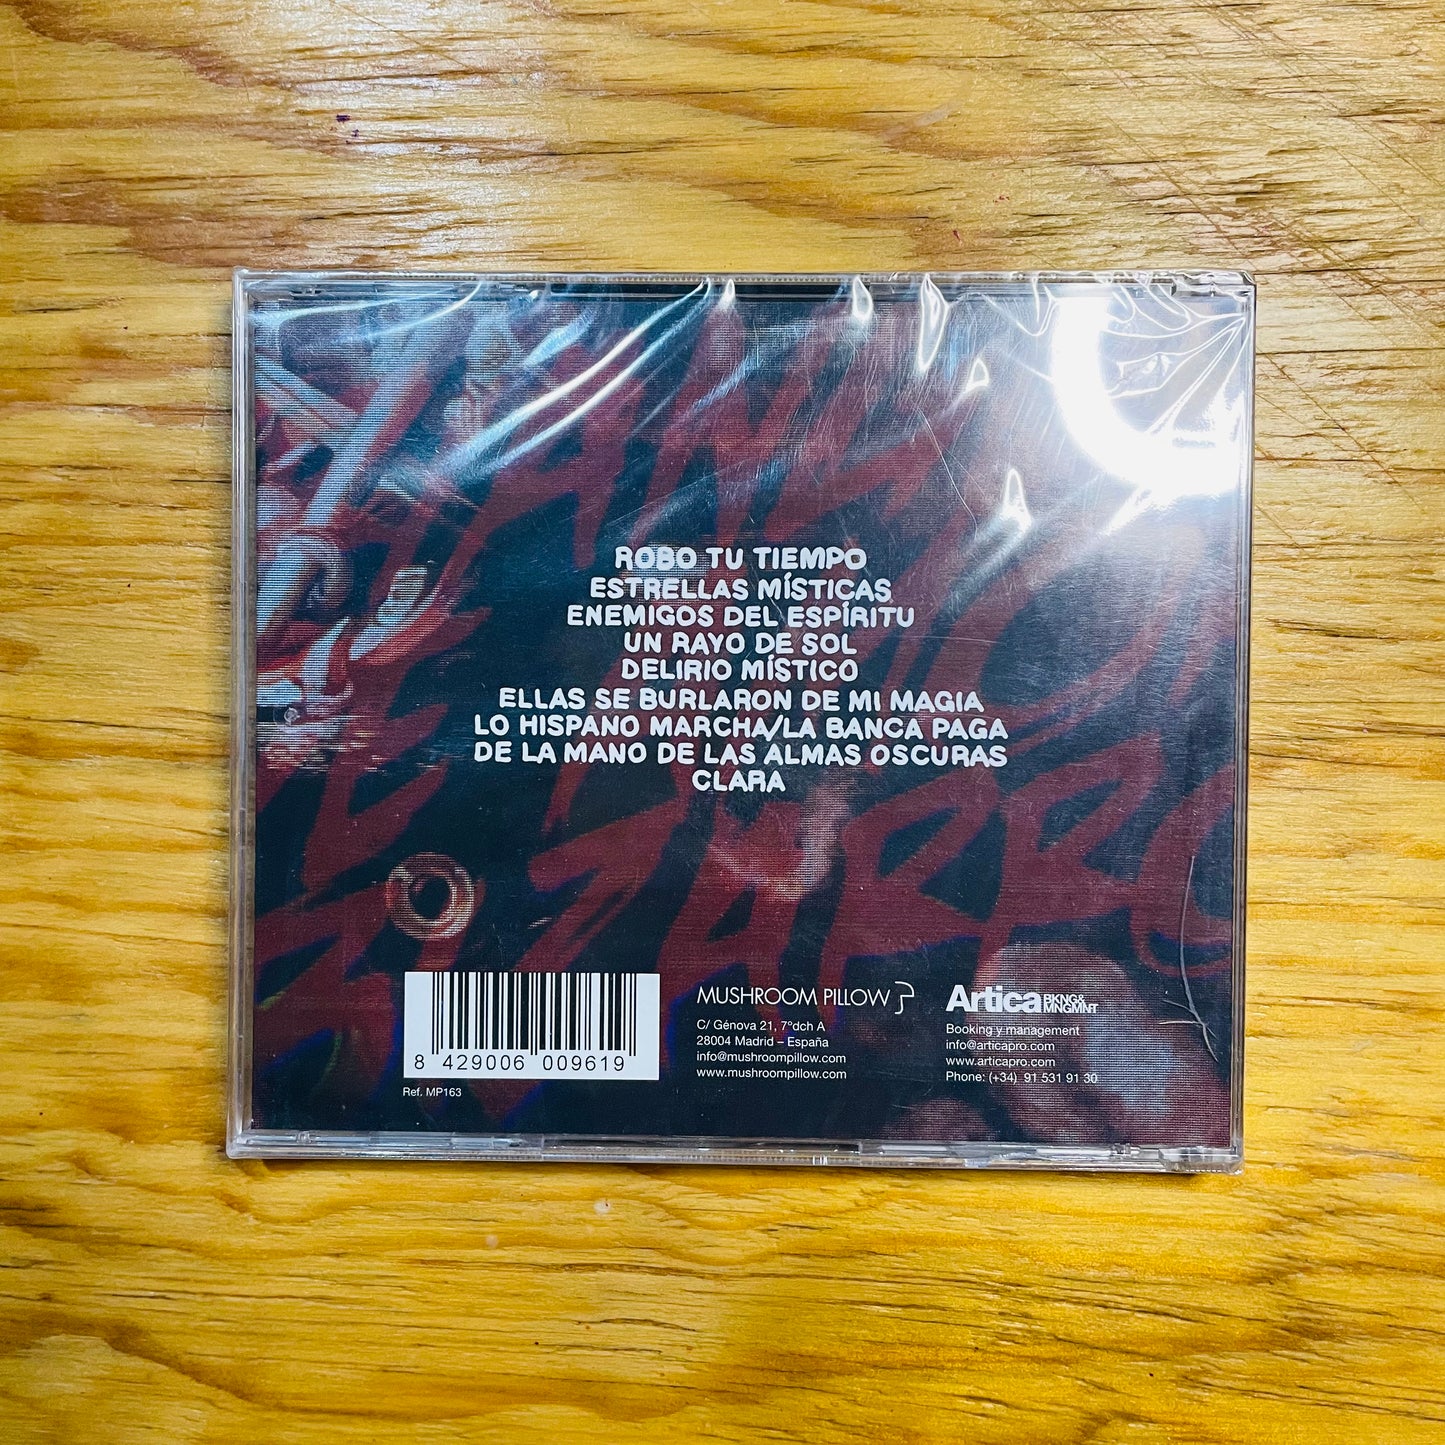 ROBO TU TIEMPO
ESTRELLAS MÍSTICAS
ENEMIGOS DEL ESPÍRITU
UN RAYO DE SOL
DELIRIO MÍSTICO
ELLAS SE BURLARON DE MI MAGIA
LO HISPANO MARCHA/LA BANCA PAGA
DE LA MANO DE LAS ALMAS OSCURAS
CLARA
8 429006 009619
Ref. MP163
MUSHROOM PILLOW
C/ Génova 21, 7ºdch A
28004 Madrid – España
info@mushroompillow.com
www.mushroompillow.com
Artica BKNG&
MNGMNT
Booking y management
info@articapro.com
www.articapro.com
Phone: (+34) 91 531 91 30